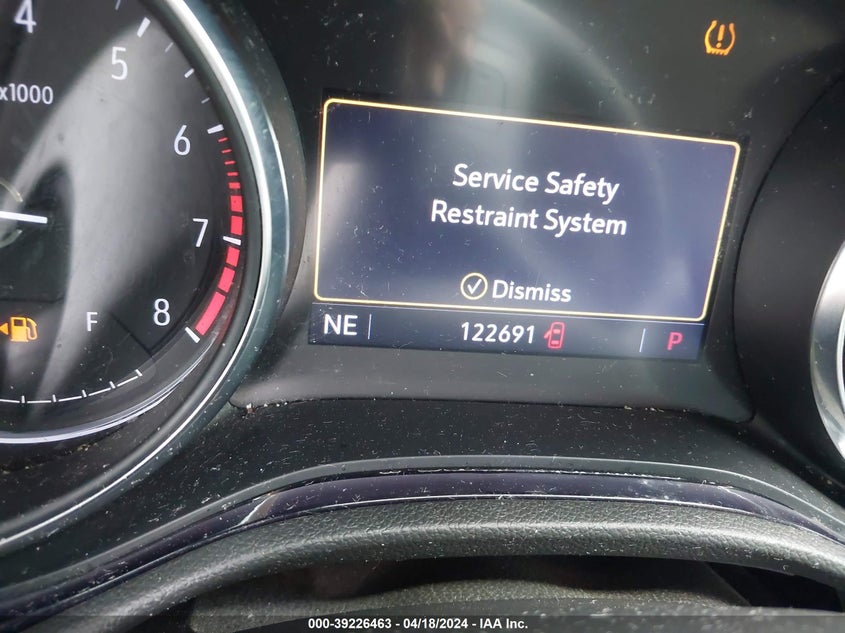 4
5
x1000
6
7
8
F
Service Safety
Restraint System
Dismiss
NE 122691 P
000-39226463 - 04/18/2024 - IAA Inc.